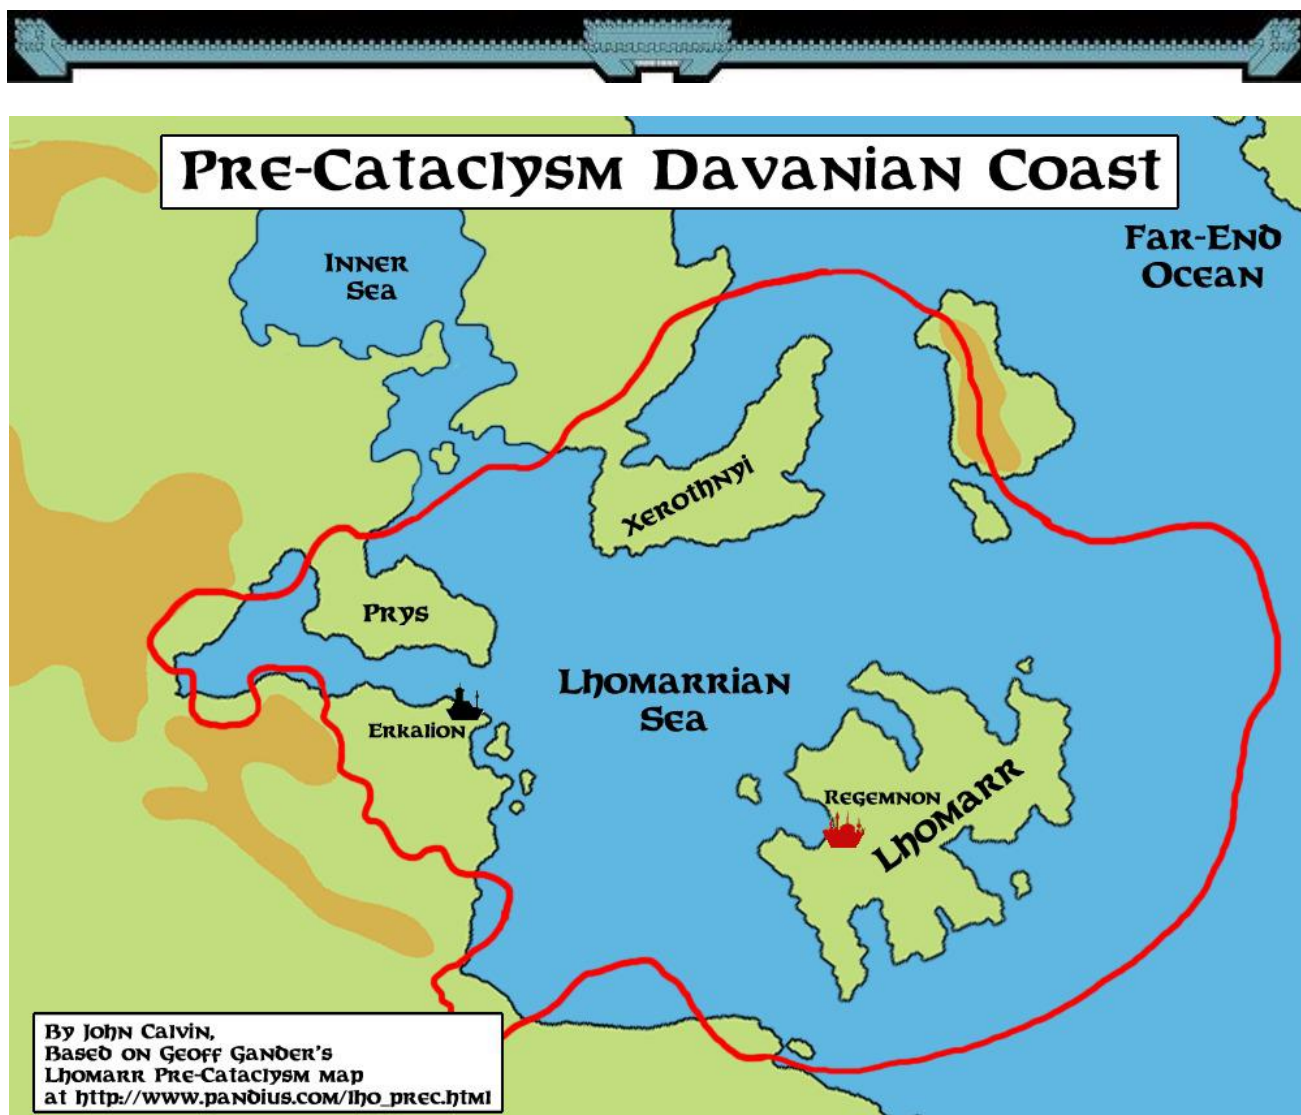 Pre-Cataclysm Davanian Coast
Far-End
Ocean
Inner
Sea
Xerothnyi
Prys
Lhomarrian
Sea
Erkalion
Regemnon
Lhomarr
By John Calvin,
Based on Geoff Gander's
Lhomarr Pre-Cataclysm map
at http://www.pandius.com/lho_prec.html